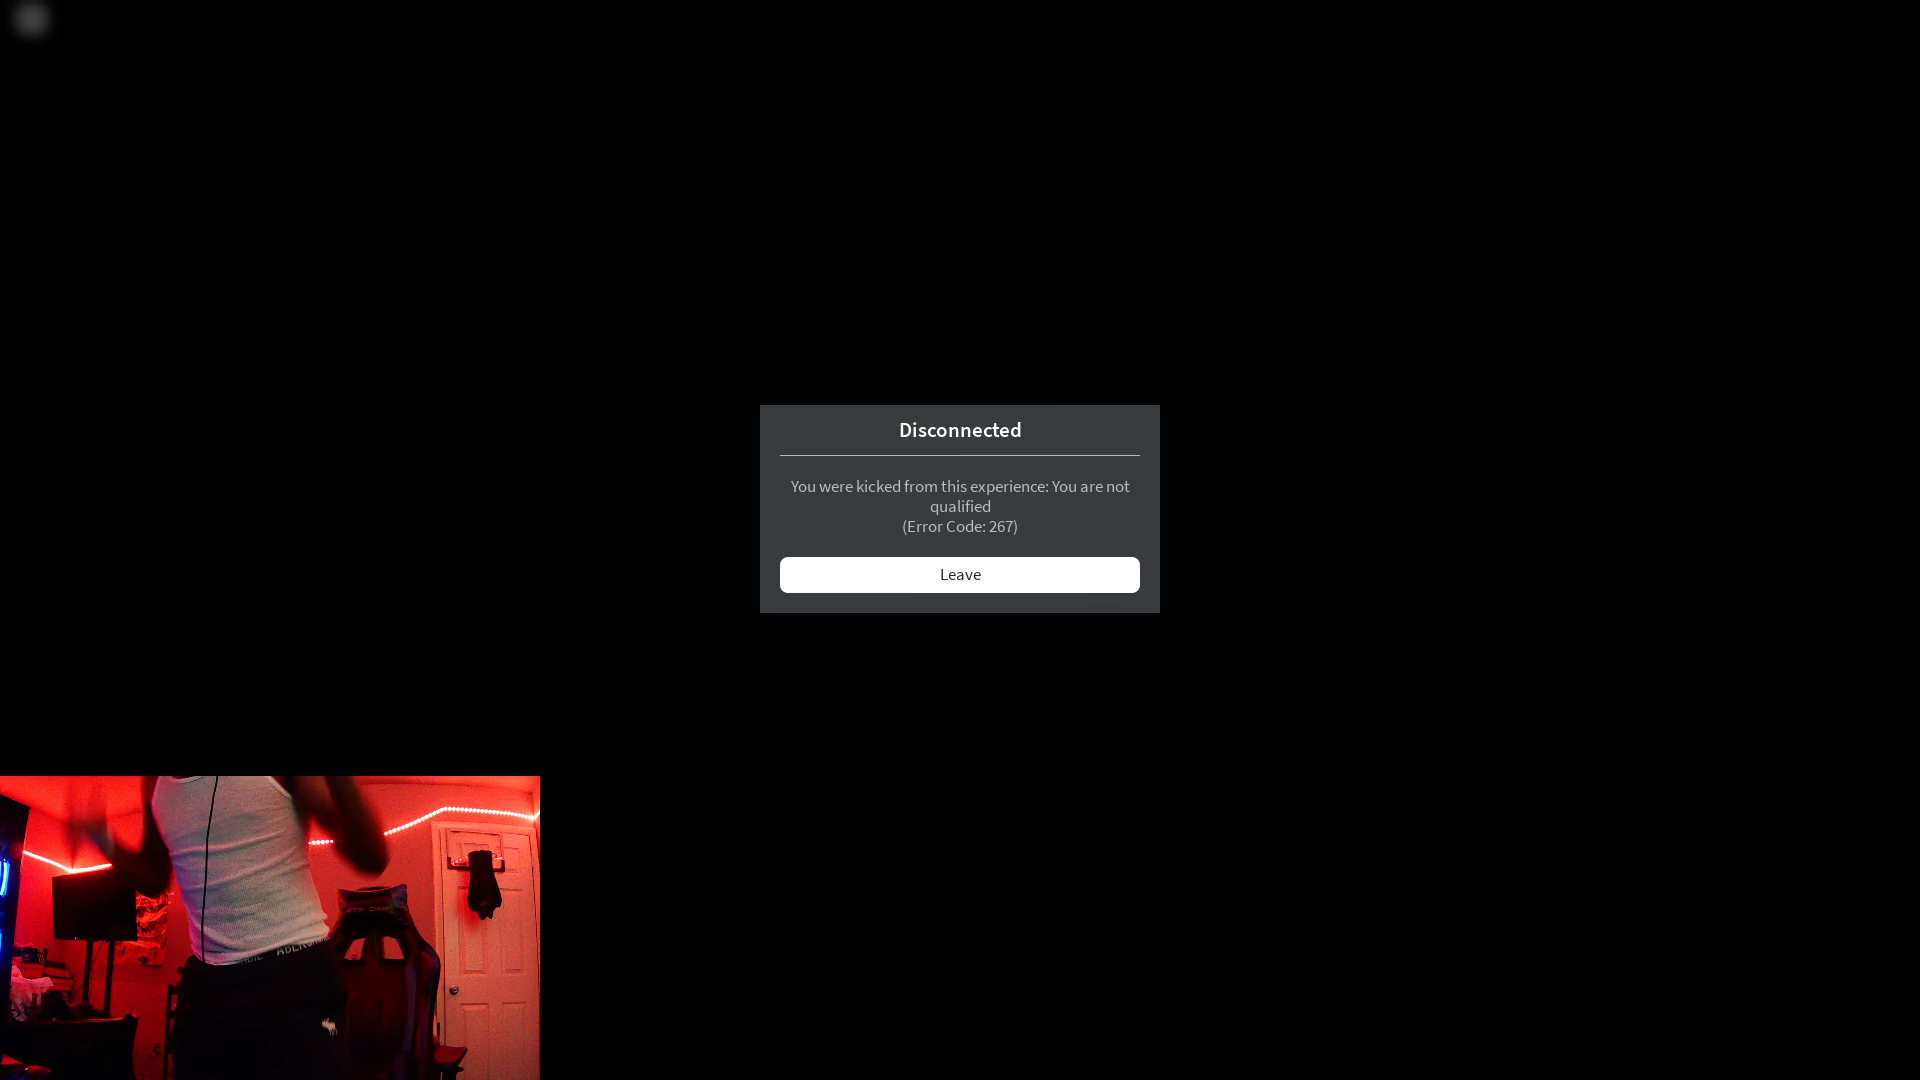 Disconnected
You were kicked from this experience: You are not
qualified
(Error Code: 267)
Leave